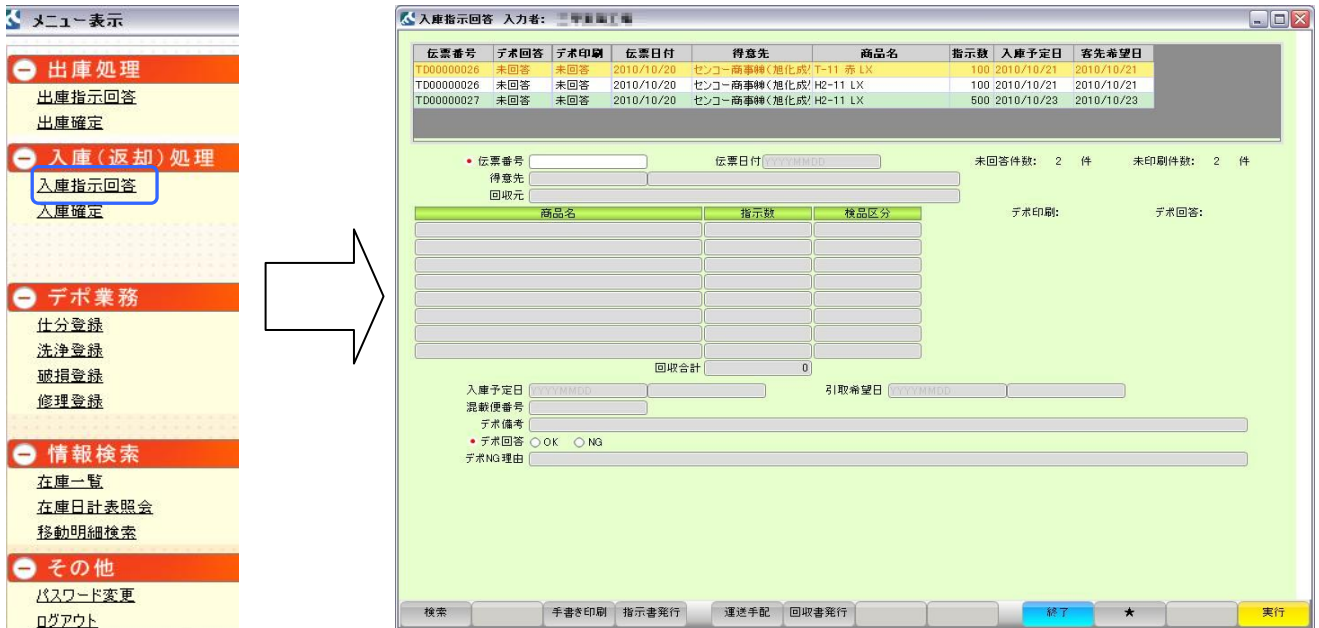 メニュー表示
出庫処理
出庫指示回答
出庫確定
入庫(返却)処理
入庫指示回答
入庫確定
デポ業務
仕分登録
洗浄登録
破損登録
修理登録
情報検索
在庫一覧
在庫日計表照会
移動明細検索
その他
パスワード変更
ログアウト
入庫指示回答 入力者:
伝票番号 デポ回答 デポ印刷 伝票日付 得意先 商品名 指示数 入庫予定日 客先希望日
TD00000026 未回答 未回答 2010/10/20 センコー商事㈱(旭化成 T-11 赤 LX 100 2010/10/21 2010/10/21
TD00000026 未回答 未回答 2010/10/20 センコー商事㈱(旭化成 H2-11 LX 100 2010/10/21 2010/10/21
TD00000027 未回答 未回答 2010/10/20 センコー商事㈱(旭化成 H2-11 LX 500 2010/10/23 2010/10/23
伝票番号 伝票日付 YYYYMMDD 未回答件数: 2 件 未印刷件数: 2 件
得意先
回収元
商品名 指示数 検品区分 デポ印刷: デポ回答:
回収合計 0
入庫予定日 YYYYMMDD 引取希望日 YYYYMMDD
混載便番号
デポ備考
デポ回答 OK NG
デポNG理由
検索 手書き印刷 指示書発行 運送手配 回収書発行 終了 ★ 実行